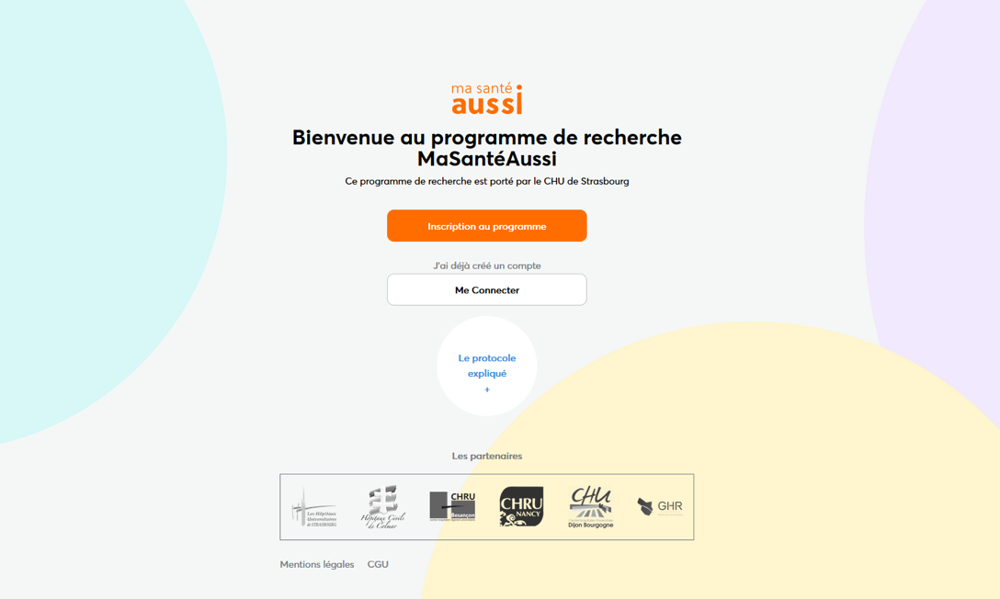 ma santé
aussi
Bienvenue au programme de recherche
MaSantéAussi
Ce programme de recherche est porté par le CHU de Strasbourg
Inscription au programme
J'ai déjà créé un compte
Me Connecter
Le protocole
expliqué
+
Les partenaires
Les Hôpitaux
Universitaires
de STRASBOURG
Hôpitaux Civils
de Colmar
CHRU
Besançon
CHRU
NANCY
CHU
Dijon Bourgogne
GHR
Mentions légales CGU